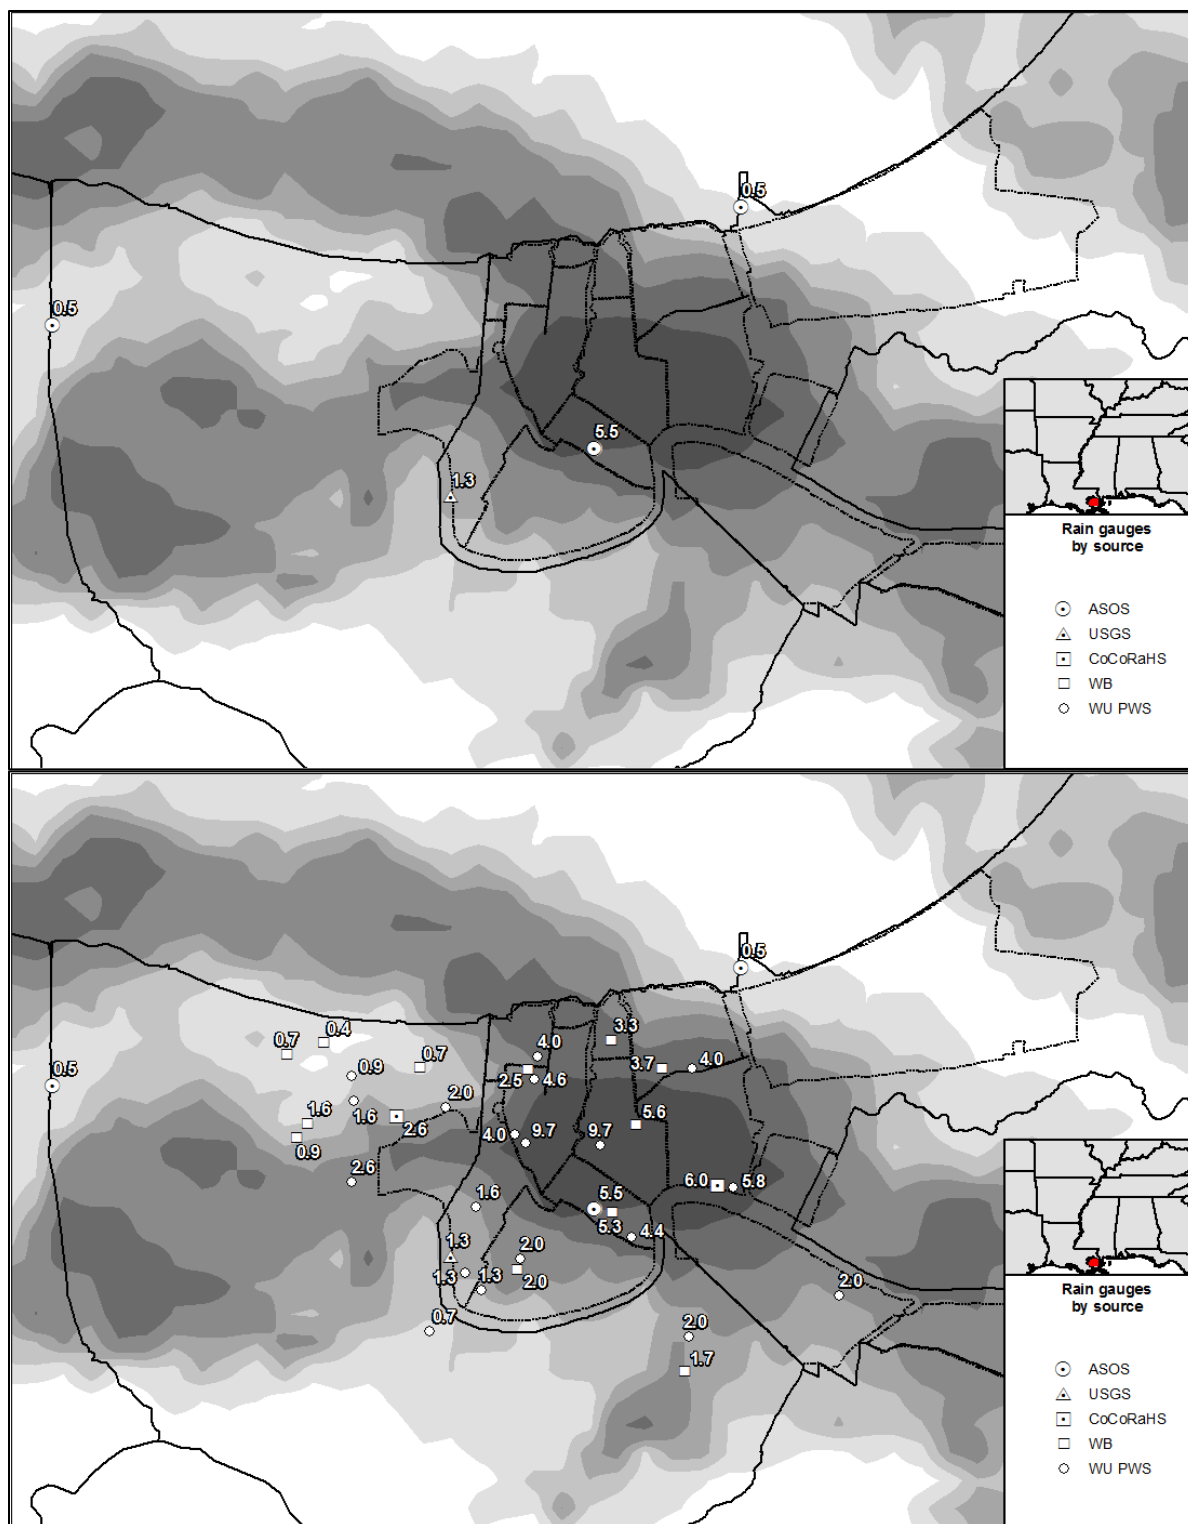 0.5
0.5
5.5
1.3
Rain gauges
by source
ASOS
USGS
CoCoRaHS
WB
WU PWS
0.5
3.3
0.7
0.4
4.0
0.7
3.7
4.0
0.5
0.9
2.5
4.6
2.0
1.6
1.6
2.6
5.6
0.9
4.0
9.7
9.7
2.6
6.0
5.8
1.6
5.5
5.3
4.4
1.3
2.0
1.3
1.3
2.0
2.0
0.7
2.0
1.7
Rain gauges
by source
ASOS
USGS
CoCoRaHS
WB
WU PWS